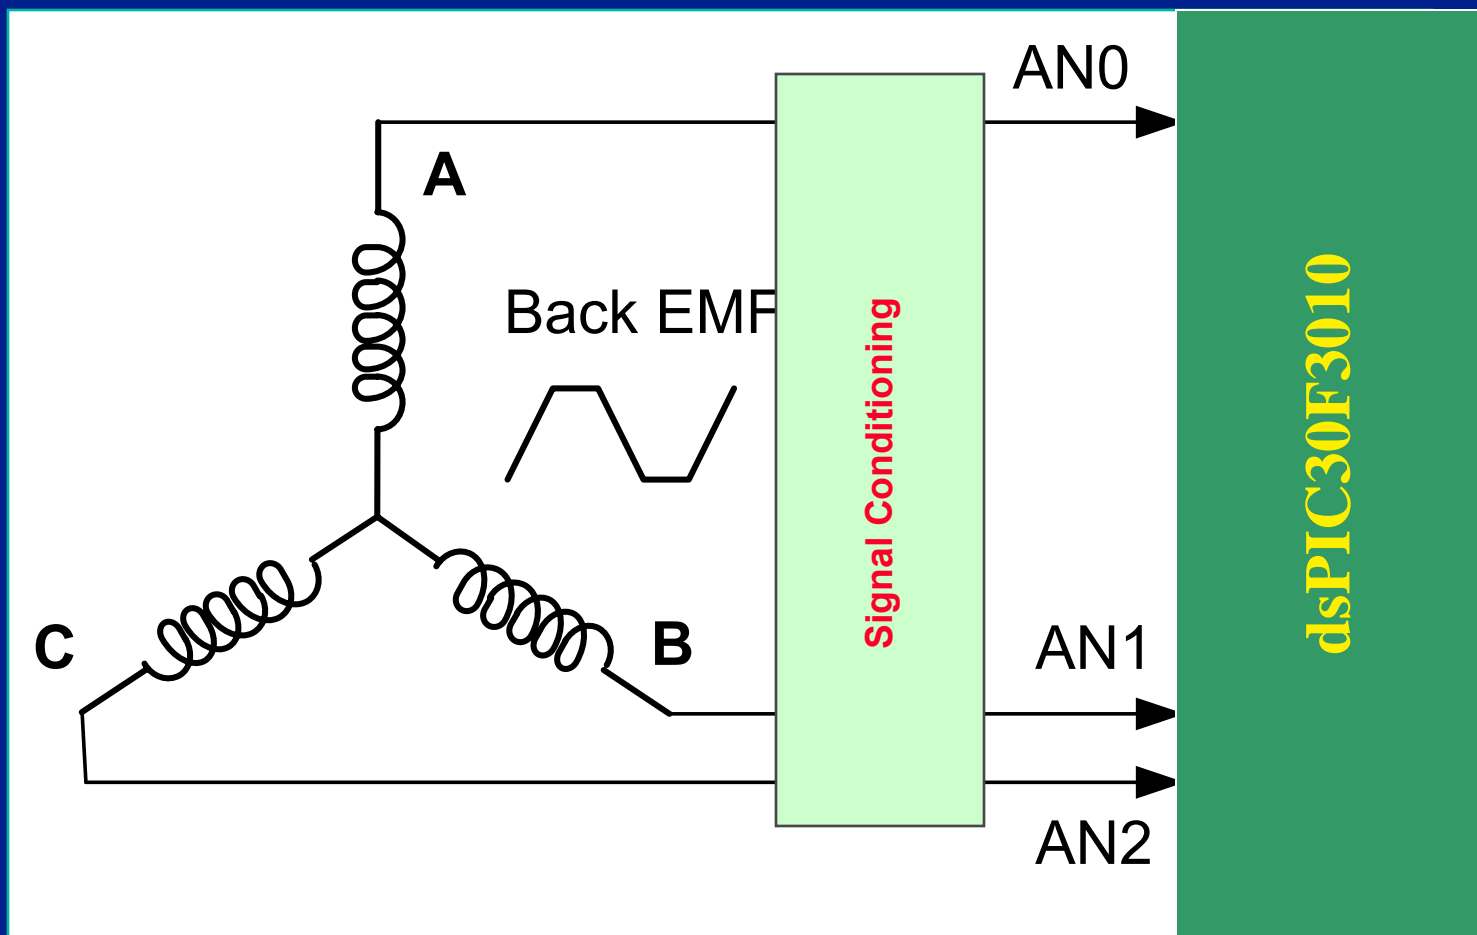 AN0
A
Back EMF
Signal Conditioning
dsPIC30F3010
C
B
AN1
AN2